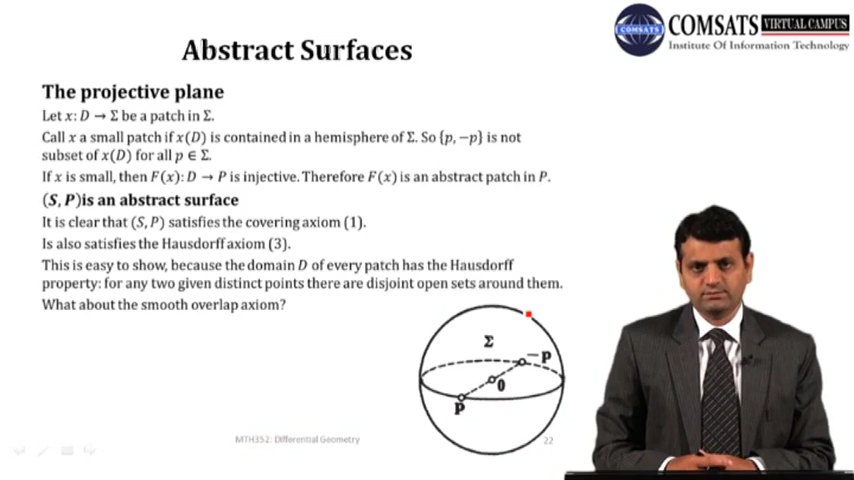 Abstract Surfaces
COMSATS VIRTUAL CAMPUS
COMSATS
Institute Of Information Technology
The projective plane
Let x: D → Σ be a patch in Σ.
Call x a small patch if x(D) is contained in a hemisphere of Σ. So {p, −p} is not
subset of x(D) for all p ∈ Σ.
If x is small, then F(x): D → P is injective. Therefore F(x) is an abstract patch in P.
(S, P)is an abstract surface
It is clear that (S, P) satisfies the covering axiom (1).
Is also satisfies the Hausdorff axiom (3).
This is easy to show, because the domain D of every patch has the Hausdorff
property: for any two given distinct points there are disjoint open sets around them.
What about the smooth overlap axiom?
Σ
−P
0
P
MTH352: Differential Geometry
22